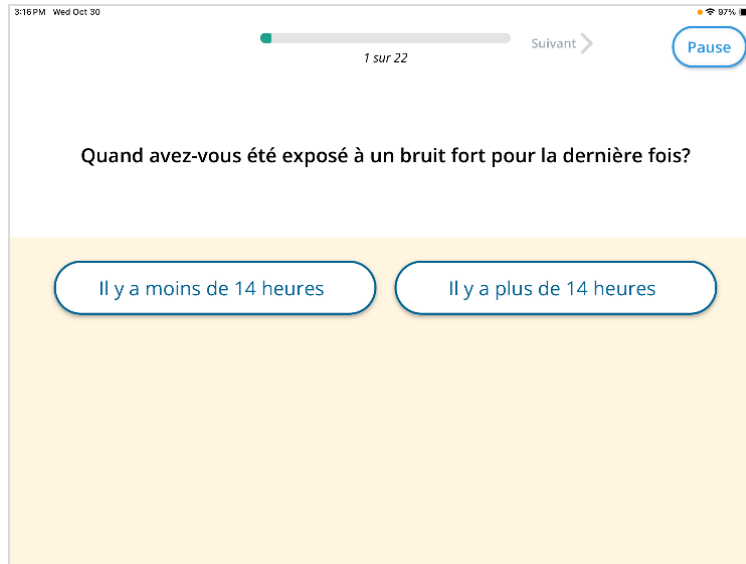 3:16 PM Wed Oct 30
97%
Suivant
Pause
1 sur 22
Quand avez-vous été exposé à un bruit fort pour la dernière fois?
Il y a moins de 14 heures
Il y a plus de 14 heures